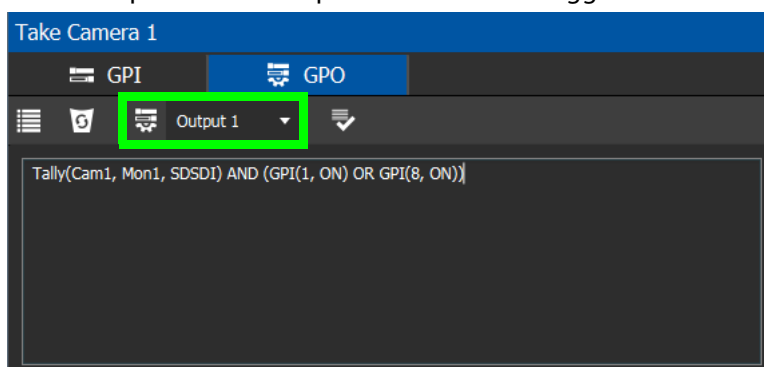 Take Camera 1
GPI GPO
Output 1
Tally(Cam1, Mon1, SDSDI) AND (GPI(1, ON) OR GPI(8, ON))